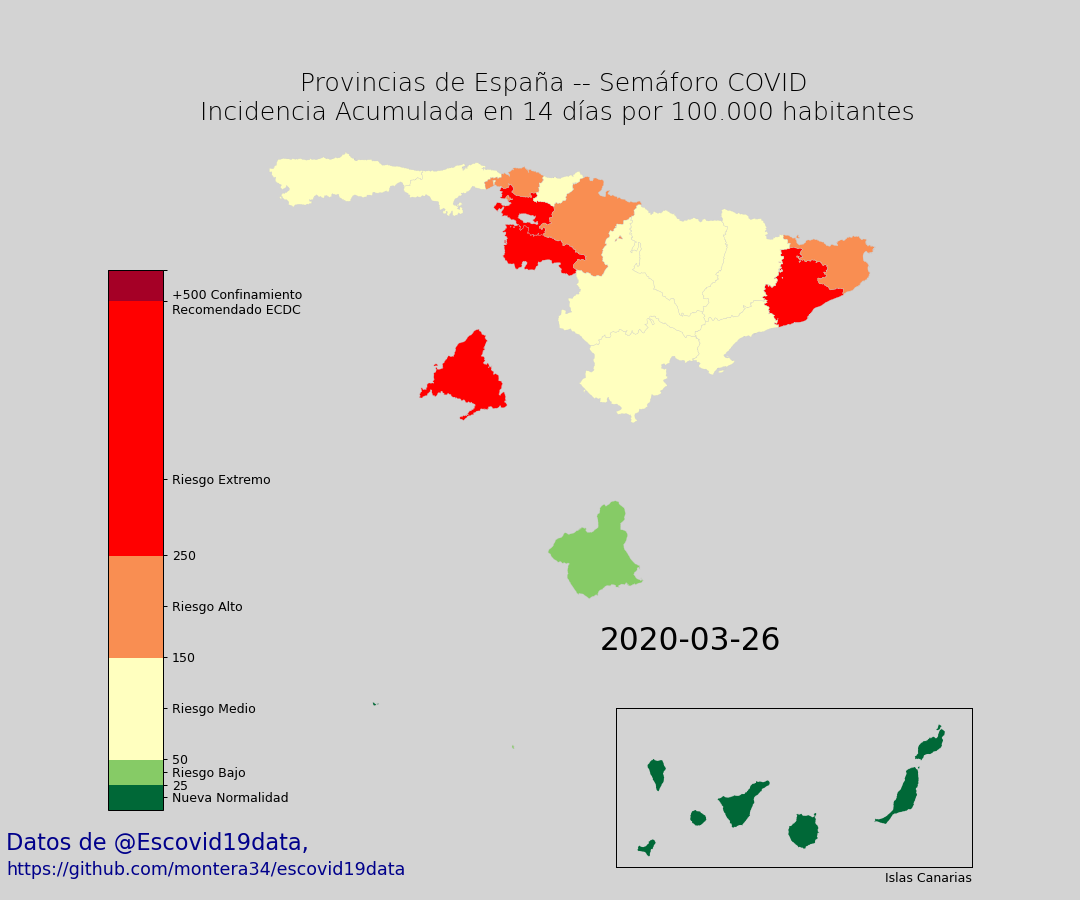 Provincias de España -- Semáforo COVID
Incidencia Acumulada en 14 días por 100.000 habitantes
+500 Confinamiento
Recomendado ECDC
Riesgo Extremo
250
Riesgo Alto
150
Riesgo Medio
50
Riesgo Bajo
25
Nueva Normalidad
2020-03-26
Islas Canarias
Datos de @Escovid19data,
https://github.com/montera34/escovid19data